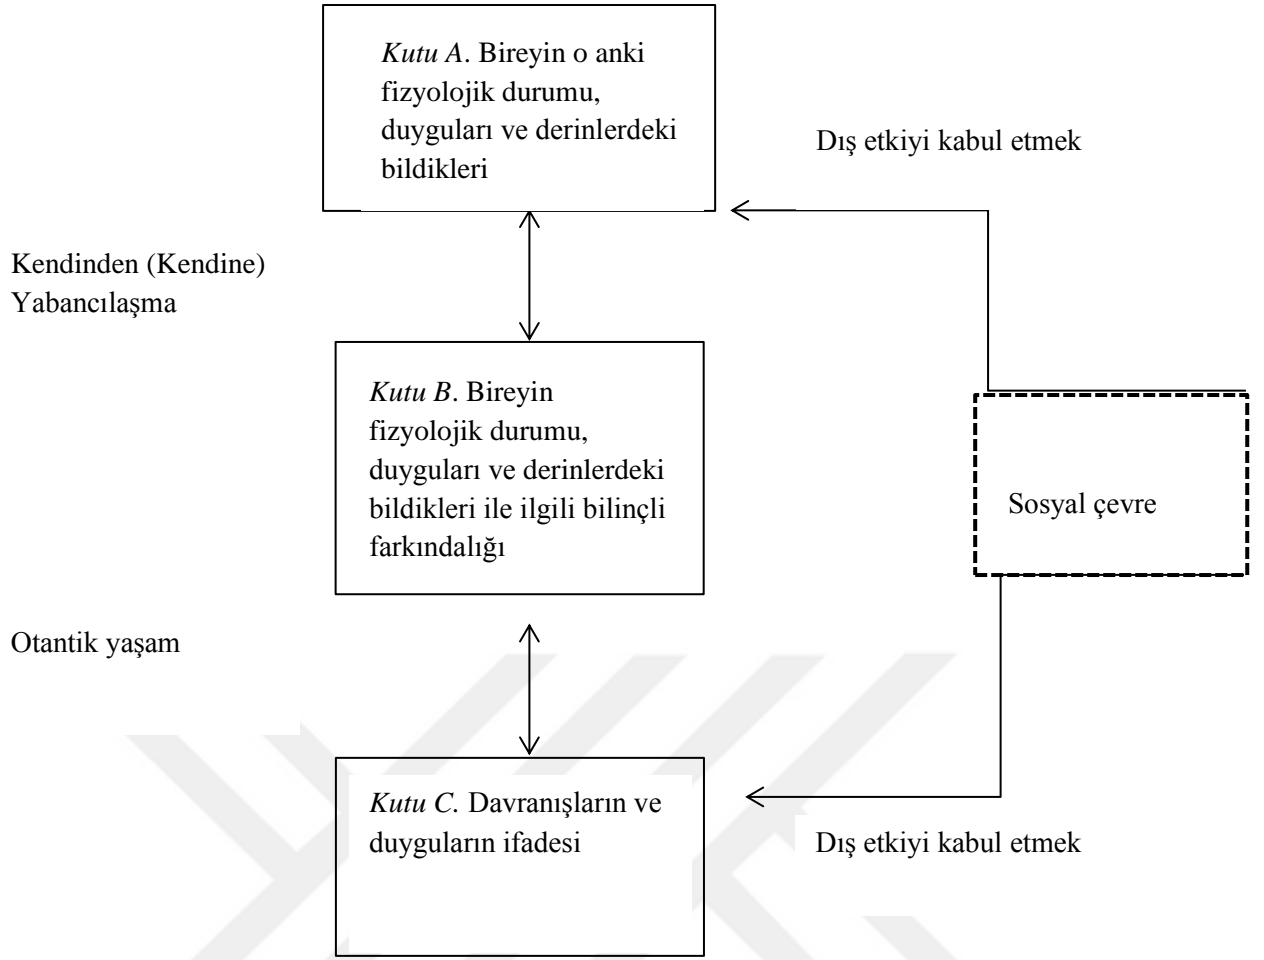 Kutu A. Bireyin o anki
fizyolojik durumu,
duyguları ve derinlerdeki
bildikleri
Dış etkiyi kabul etmek
Kendinden (Kendine)
Yabancılaşma
Kutu B. Bireyin
fizyolojik durumu,
duyguları ve derinlerdeki
bildikleri ile ilgili bilinçli
farkındalığı
Sosyal çevre
Otantik yaşam
Kutu C. Davranışların ve
duyguların ifadesi
Dış etkiyi kabul etmek